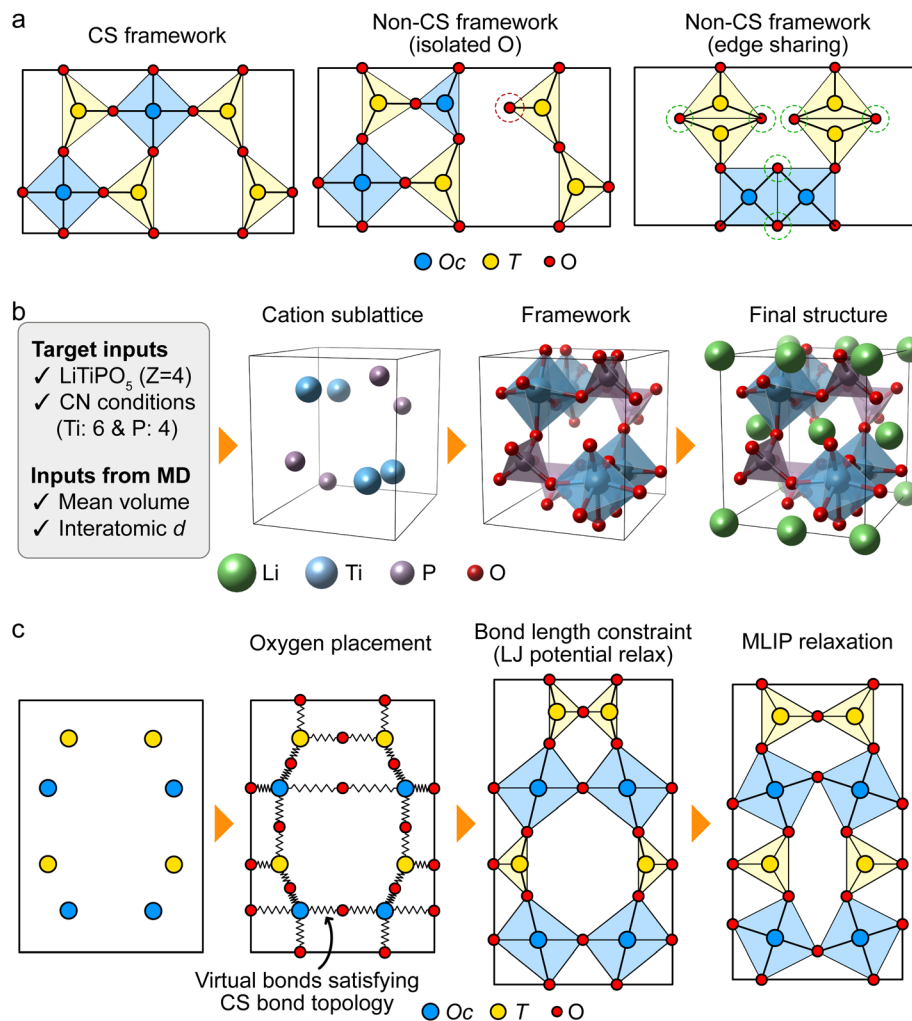 a
CS framework
Non-CS framework
(isolated O)
Non-CS framework
(edge sharing)
Oc T O
b
Target inputs
✓ LiTiPO₅ (Z=4)
✓ CN conditions
(Ti: 6 & P: 4)
Inputs from MD
✓ Mean volume
✓ Interatomic d
Cation sublattice
Framework
Final structure
Li Ti P O
c
Oxygen placement
Bond length constraint
(LJ potential relax)
MLIP relaxation
Virtual bonds satisfying
CS bond topology
Oc T O